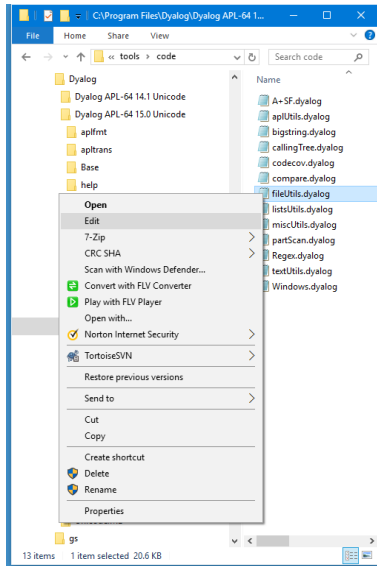 C:\Program Files\Dyalog\Dyalog APL-64 1...
File Home Share View
« tools › code Search code
Dyalog
Dyalog APL-64 14.1 Unicode
Dyalog APL-64 15.0 Unicode
aplfmt
apltrans
Base
help
Name
A+SF.dyalog
aplUtils.dyalog
bigstring.dyalog
callingTree.dyalog
codecov.dyalog
compare.dyalog
fileUtils.dyalog
listsUtils.dyalog
miscUtils.dyalog
partScan.dyalog
Regex.dyalog
textUtils.dyalog
Windows.dyalog
Open
Edit
7-Zip
CRC SHA
Scan with Windows Defender...
Convert with FLV Converter
Play with FLV Player
Open with...
Norton Internet Security
TortoiseSVN
Restore previous versions
Send to
Cut
Copy
Create shortcut
Delete
Rename
Properties
gs
13 items 1 item selected 20.6 KB